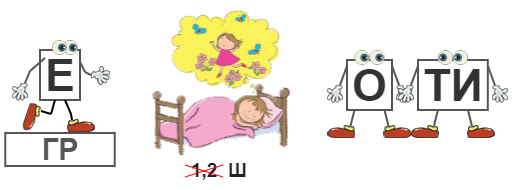 Е
ГР
1,2 Ш
О ТИ